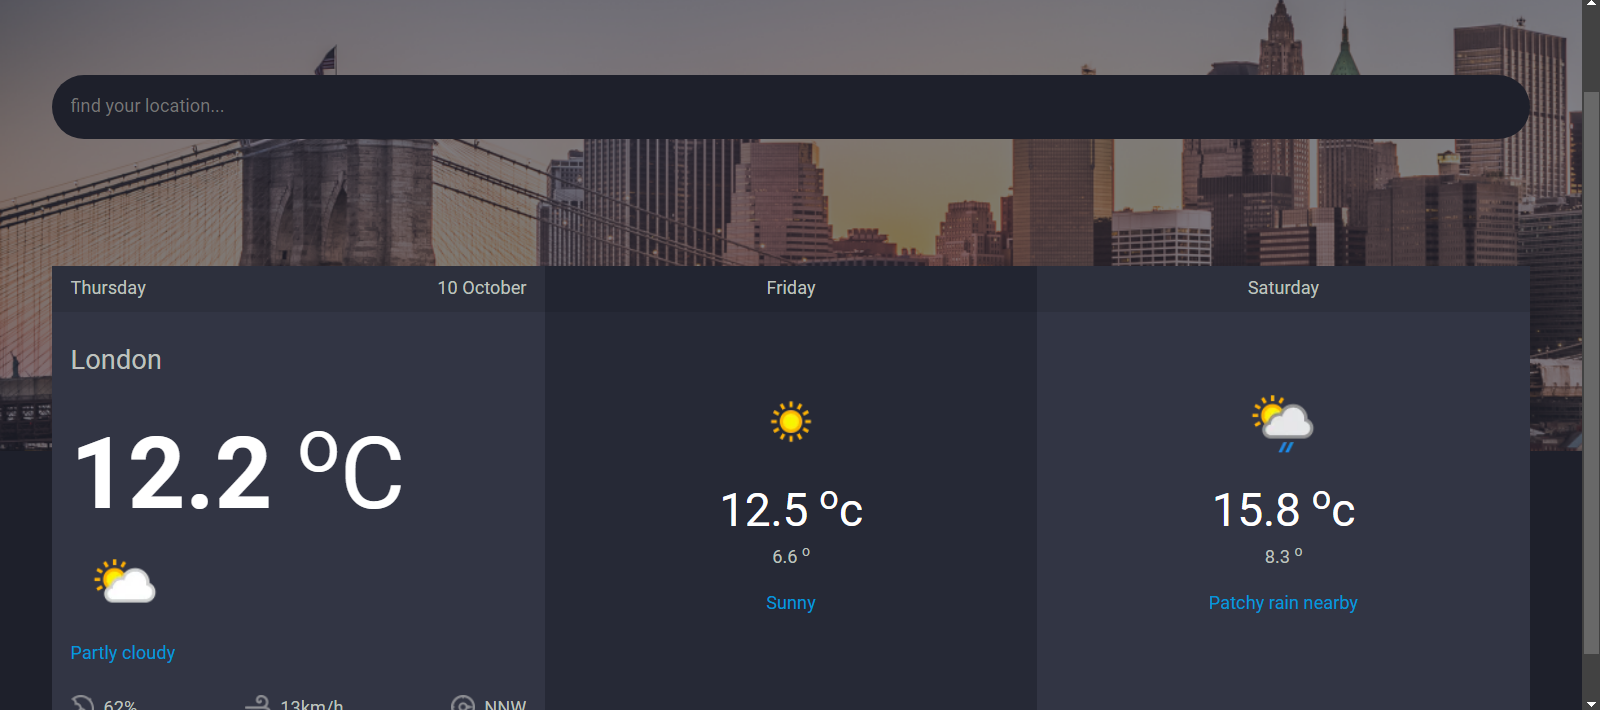 find your location...
Thursday 10 October
London
12.2 °C
Partly cloudy
62% 13km/h NNW
Friday
12.5 °c
6.6 °
Sunny
Saturday
15.8 °c
8.3 °
Patchy rain nearby